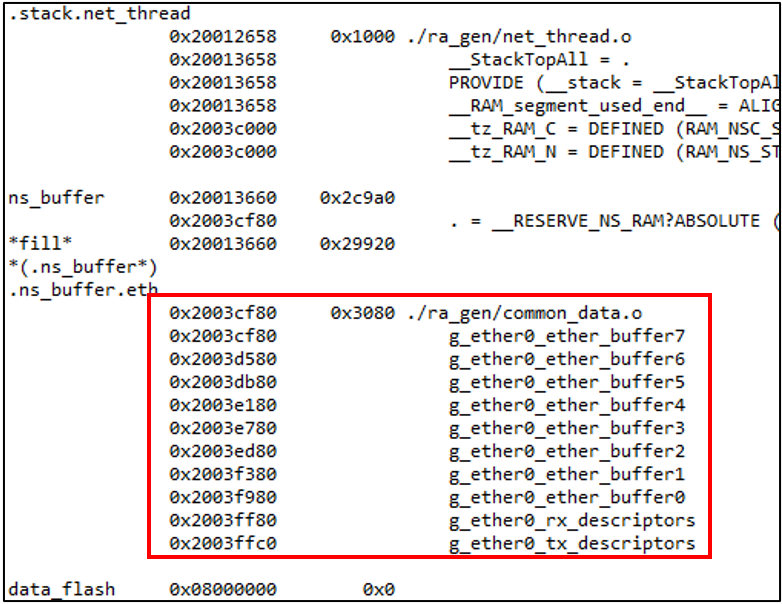 .stack.net_thread
0x20012658 0x1000 ./ra_gen/net_thread.o
0x20013658 __StackTopAll = .
0x20013658 PROVIDE (__stack = __StackTopAl
0x20013658 __RAM_segment_used_end__ = ALIG
0x2003c000 __tz_RAM_C = DEFINED (RAM_NSC_S
0x2003c000 __tz_RAM_N = DEFINED (RAM_NS_ST
ns_buffer 0x20013660 0x2c9a0
0x2003cf80 . = __RESERVE_NS_RAM?ABSOLUTE (
*fill* 0x20013660 0x29920
*(.ns_buffer*)
.ns_buffer.eth
0x2003cf80 0x3080 ./ra_gen/common_data.o
0x2003cf80 g_ether0_ether_buffer7
0x2003d580 g_ether0_ether_buffer6
0x2003db80 g_ether0_ether_buffer5
0x2003e180 g_ether0_ether_buffer4
0x2003e780 g_ether0_ether_buffer3
0x2003ed80 g_ether0_ether_buffer2
0x2003f380 g_ether0_ether_buffer1
0x2003f980 g_ether0_ether_buffer0
0x2003ff80 g_ether0_rx_descriptors
0x2003ffc0 g_ether0_tx_descriptors
data_flash 0x08000000 0x0